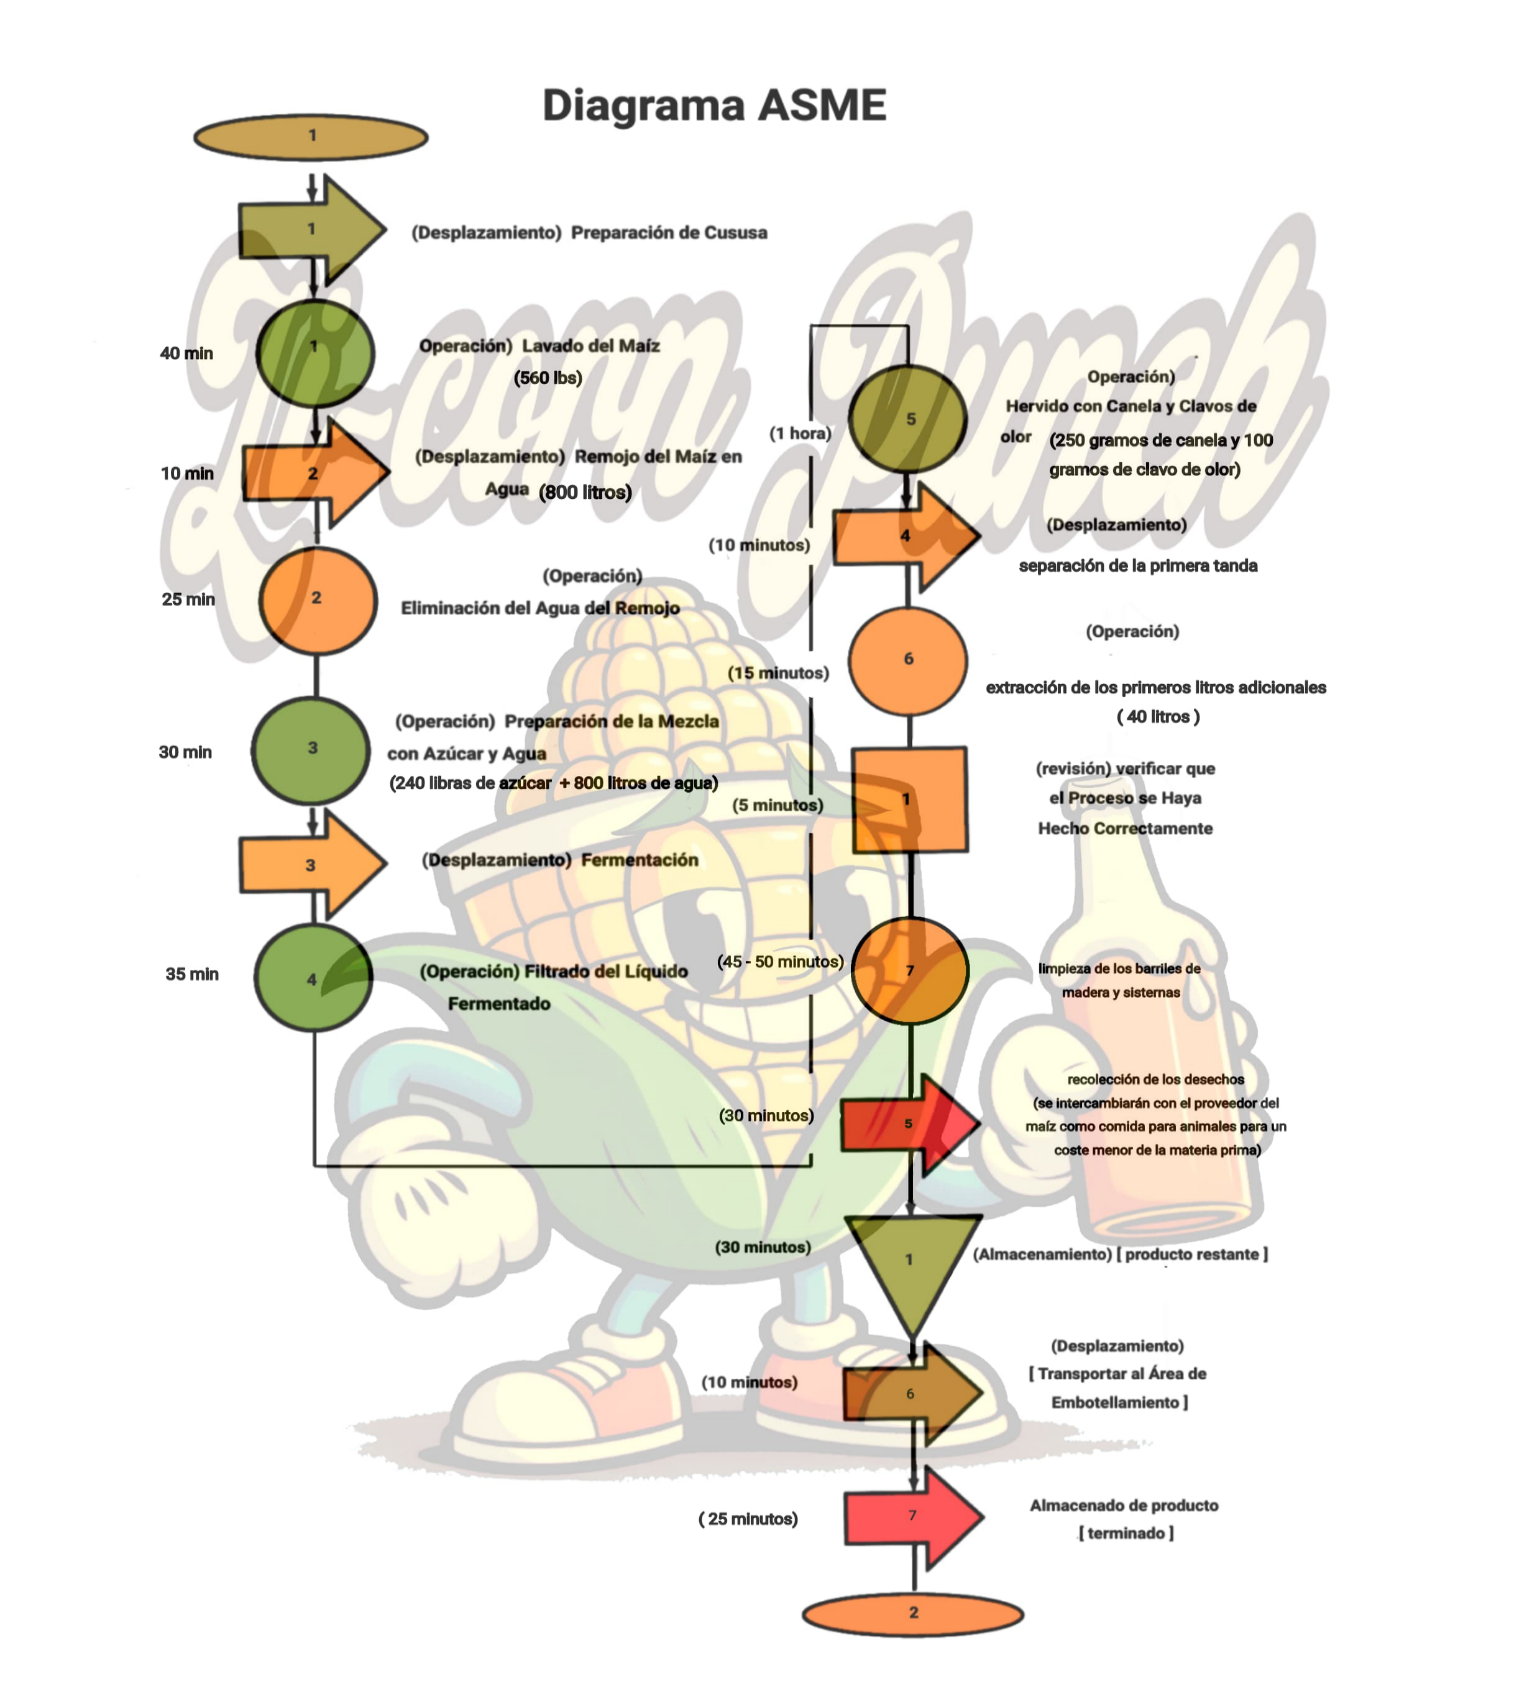 Diagrama ASME
1
1
(Desplazamiento) Preparación de Cususa
40 min
1
Operación) Lavado del Maíz
(560 lbs)
10 min
2
(Desplazamiento) Remojo del Maíz en
Agua (800 litros)
25 min
2
(Operación)
Eliminación del Agua del Remojo
30 min
3
(Operación) Preparación de la Mezcla
con Azúcar y Agua
(240 libras de azúcar + 800 litros de agua)
3
(Desplazamiento) Fermentación
35 min
4
(Operación) Filtrado del Líquido
Fermentado
(1 hora)
5
Operación)
Hervido con Canela y Clavos de
olor (250 gramos de canela y 100
gramos de clavo de olor)
(10 minutos)
4
(Desplazamiento)
separación de la primera tanda
(15 minutos)
6
(Operación)
extracción de los primeros litros adicionales
( 40 litros )
(5 minutos)
1
(revisión) verificar que
el Proceso se Haya
Hecho Correctamente
(45 - 50 minutos)
7
limpieza de los barriles de
madera y sisternas
(30 minutos)
5
recolección de los desechos
(se intercambiarán con el proveedor del
maíz como comida para animales para un
coste menor de la materia prima)
(30 minutos)
1
(Almacenamiento) [ producto restante ]
(10 minutos)
6
(Desplazamiento)
[ Transportar al Área de
Embotellamiento ]
( 25 minutos)
7
Almacenado de producto
[ terminado ]
2
Punch